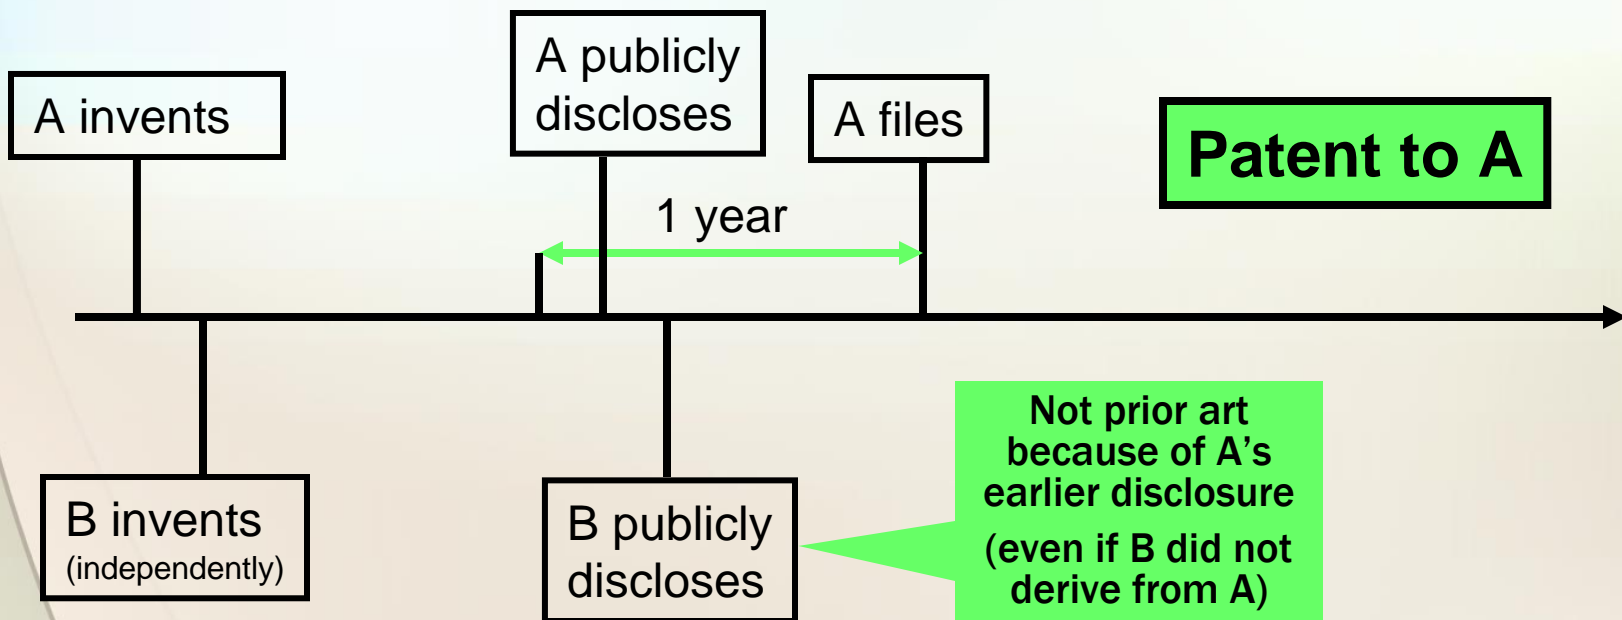 A invents
A publicly
discloses
A files
Patent to A
1 year
B invents
(independently)
B publicly
discloses
Not prior art
because of A's
earlier disclosure
(even if B did not
derive from A)